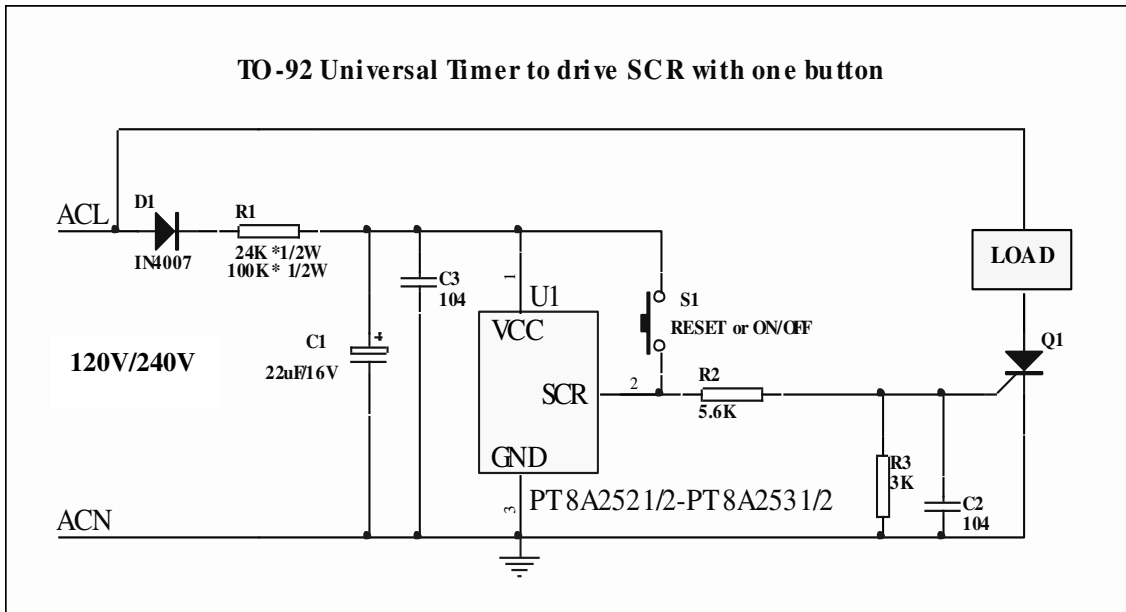 TO-92 Universal Timer to drive SCR with one button
ACL
D1
IN4007
R1
24K *1/2W
100K* 1/2W
120V/240V
C1
22uF/16V
+
C3
104
1
U1
VCC
SCR
GND
2
3
PT8A2521/2-PT8A2531/2
S1
RESET or ON/OFF
R2
5.6K
R3
3K
C2
104
LOAD
Q1
ACN